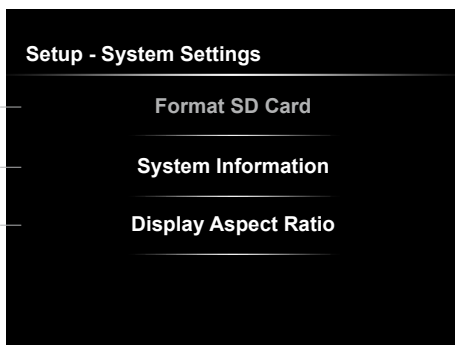 Setup - System Settings
Format SD Card
System Information
Display Aspect Ratio